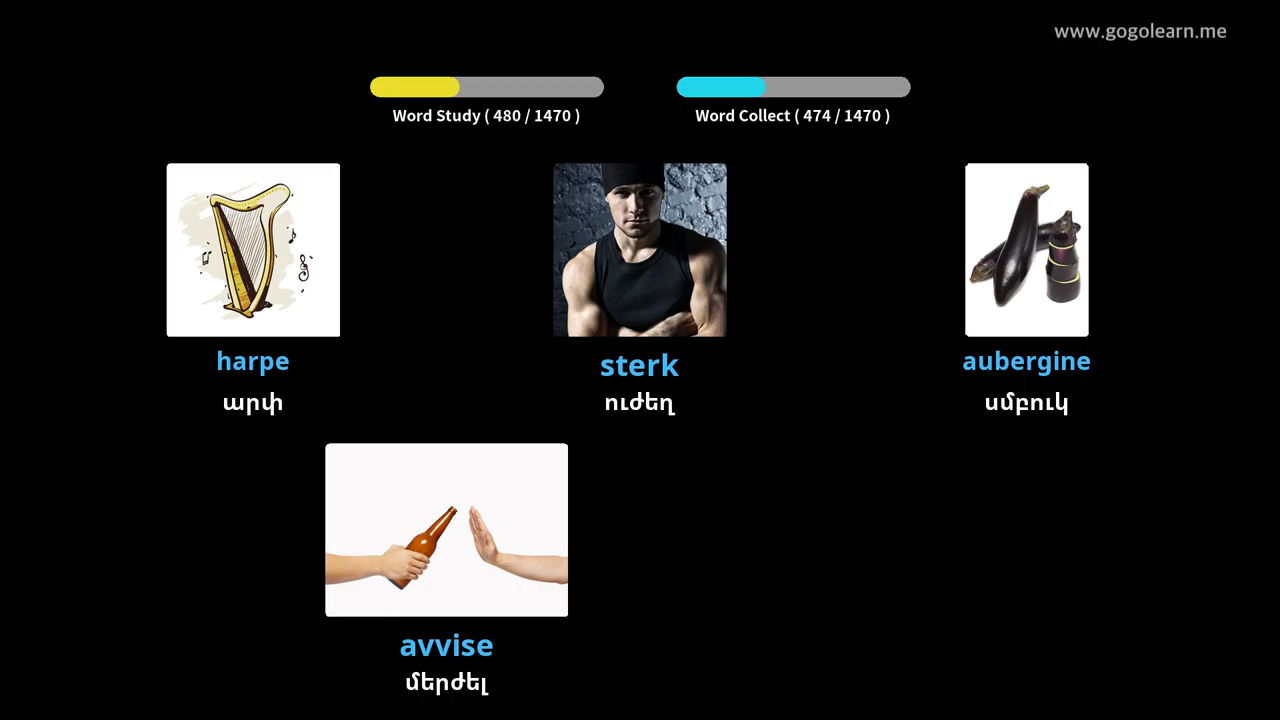 www.gogolearn.me
Word Study ( 480 / 1470 )
Word Collect ( 474 / 1470 )
harpe
արփ
sterk
ուժեղ
aubergine
սմբուկ
avvise
մերժել